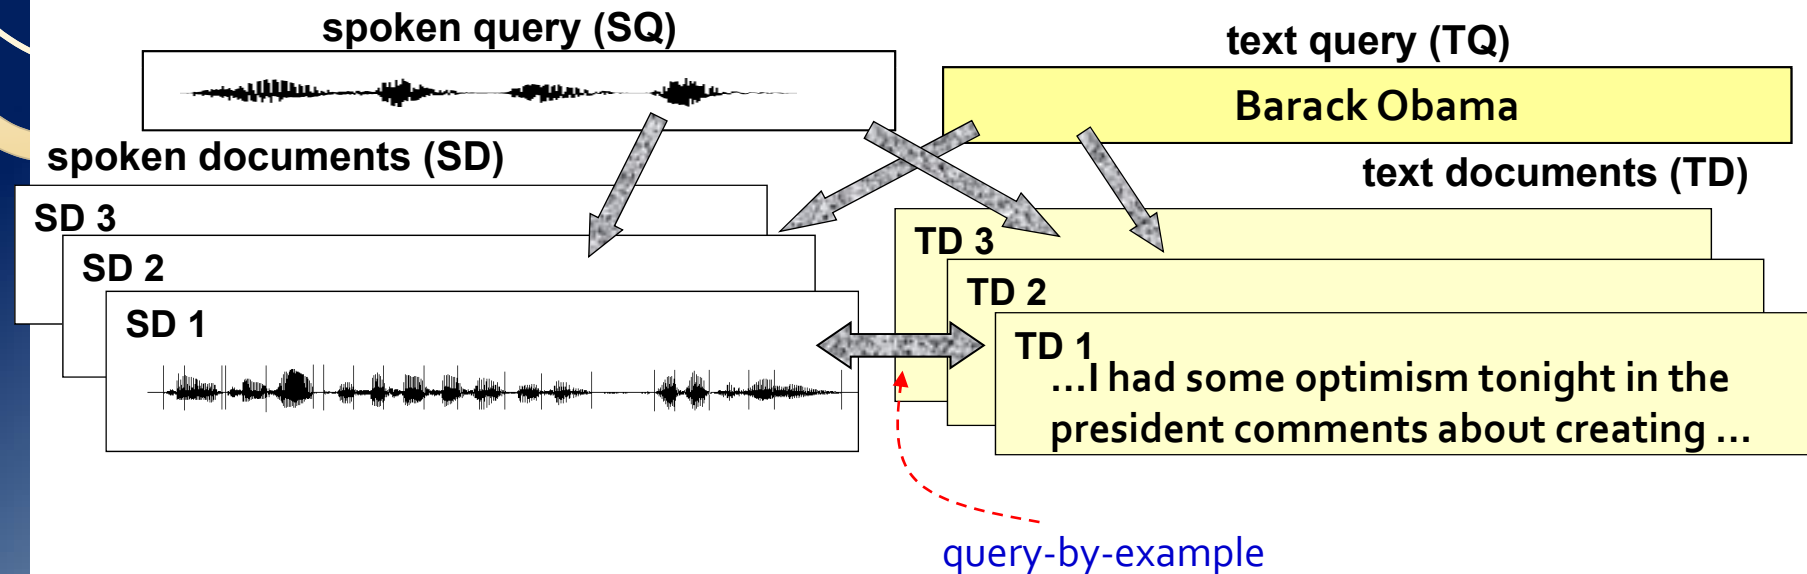 spoken query (SQ)
text query (TQ)
Barack Obama
spoken documents (SD)
text documents (TD)
SD 3
SD 2
SD 1
TD 3
TD 2
TD 1
...I had some optimism tonight in the
president comments about creating ...
query-by-example